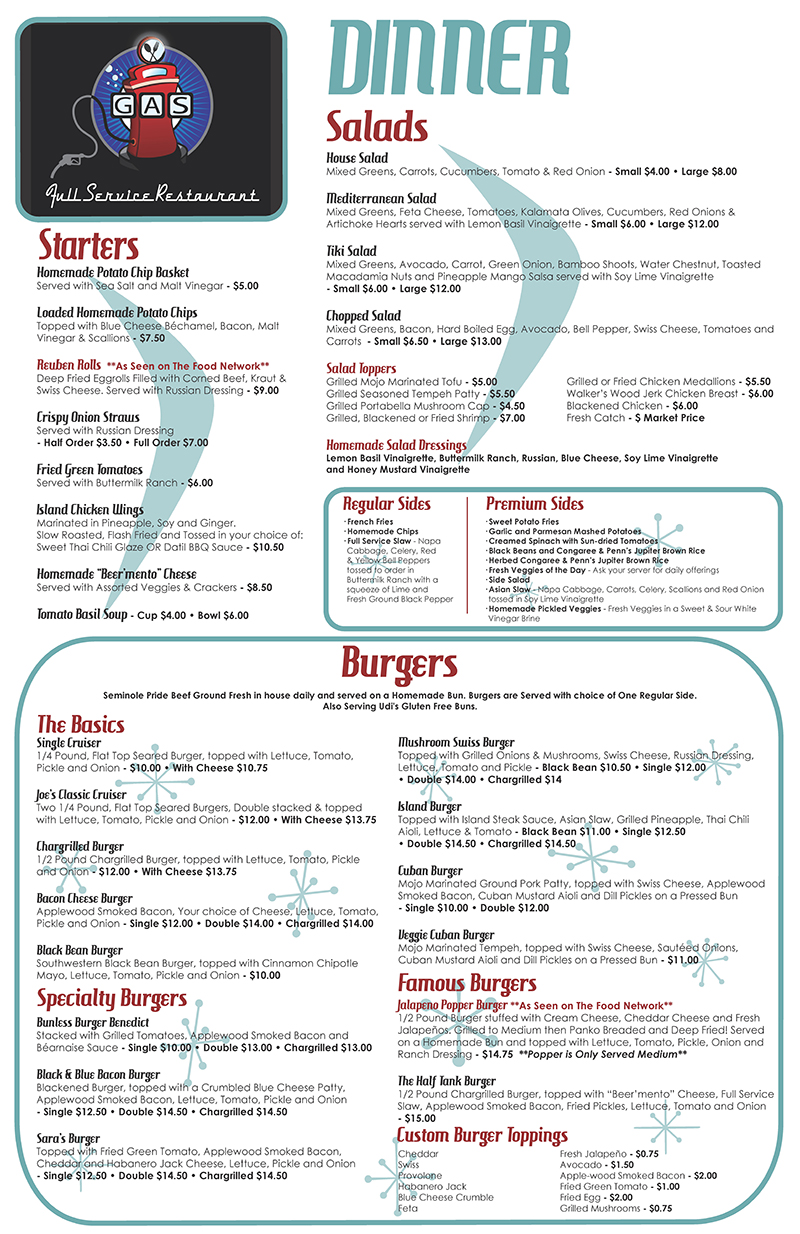 GAS
Full Service Restaurant
DINNER
Starters
Homemade Potato Chip Basket
Served with Sea Salt and Malt Vinegar - $5.00
Loaded Homemade Potato Chips
Topped with Blue Cheese Béchamel, Bacon, Malt
Vinegar & Scallions - $7.50
Reuben Rolls **As Seen on The Food Network**
Deep Fried Eggrolls Filled with Corned Beef, Kraut &
Swiss Cheese. Served with Russian Dressing - $9.00
Crispy Onion Straws
Served with Russian Dressing
- Half Order $3.50 • Full Order $7.00
Fried Green Tomatoes
Served with Buttermilk Ranch - $6.00
Island Chicken Wings
Marinated in Pineapple, Soy and Ginger.
Slow Roasted, Flash Fried and Tossed in your choice of:
Sweet Thai Chili Glaze OR Datil BBQ Sauce - $10.50
Homemade "Beer'mento" Cheese
Served with Assorted Veggies & Crackers - $8.50
Tomato Basil Soup - Cup $4.00 • Bowl $6.00
Salads
House Salad
Mixed Greens, Carrots, Cucumbers, Tomato & Red Onion - Small $4.00 • Large $8.00
Mediterranean Salad
Mixed Greens, Feta Cheese, Tomatoes, Kalamata Olives, Cucumbers, Red Onions &
Artichoke Hearts served with Lemon Basil Vinaigrette - Small $6.00 • Large $12.00
Tiki Salad
Mixed Greens, Avocado, Carrot, Green Onion, Bamboo Shoots, Water Chestnut, Toasted
Macadamia Nuts and Pineapple Mango Salsa served with Soy Lime Vinaigrette
- Small $6.00 • Large $12.00
Chopped Salad
Mixed Greens, Bacon, Hard Boiled Egg, Avocado, Bell Pepper, Swiss Cheese, Tomatoes and
Carrots - Small $6.50 • Large $13.00
Salad Toppers
Grilled Mojo Marinated Tofu - $5.00
Grilled Seasoned Tempeh Patty - $5.50
Grilled Portabella Mushroom Cap - $4.50
Grilled, Blackened or Fried Shrimp - $7.00
Grilled or Fried Chicken Medallions - $5.50
Walker's Wood Jerk Chicken Breast - $6.00
Blackened Chicken - $6.00
Fresh Catch - $ Market Price
Homemade Salad Dressings
Lemon Basil Vinaigrette, Buttermilk Ranch, Russian, Blue Cheese, Soy Lime Vinaigrette
and Honey Mustard Vinaigrette
Regular Sides
·French Fries
·Homemade Chips
·Full Service Slaw - Napa
Cabbage, Celery, Red
& Yellow Bell Peppers
tossed to order in
Buttermilk Ranch with a
squeeze of Lime and
Fresh Ground Black Pepper
Premium Sides
·Sweet Potato Fries
·Garlic and Parmesan Mashed Potatoes
·Creamed Spinach with Sun-dried Tomatoes
·Black Beans and Congaree & Penn's Jupiter Brown Rice
·Herbed Congaree & Penn's Jupiter Brown Rice
·Fresh Veggies of the Day - Ask your server for daily offerings
·Side Salad
·Asian Slaw - Napa Cabbage, Carrots, Celery, Scallions and Red Onion
tossed in Soy Lime Vinaigrette
·Homemade Pickled Veggies - Fresh Veggies in a Sweet & Sour White
Vinegar Brine
Burgers
Seminole Pride Beef Ground Fresh in house daily and served on a Homemade Bun. Burgers are Served with choice of One Regular Side.
Also Serving Udi's Gluten Free Buns.
The Basics
Single Cruiser
1/4 Pound, Flat Top Seared Burger, topped with Lettuce, Tomato,
Pickle and Onion - $10.00 • With Cheese $10.75
Joe's Classic Cruiser
Two 1/4 Pound, Flat Top Seared Burgers, Double stacked & topped
with Lettuce, Tomato, Pickle and Onion - $12.00 • With Cheese $13.75
Chargrilled Burger
1/2 Pound Chargrilled Burger, topped with Lettuce, Tomato, Pickle
and Onion - $12.00 • With Cheese $13.75
Bacon Cheese Burger
Applewood Smoked Bacon, Your choice of Cheese, Lettuce, Tomato,
Pickle and Onion - Single $12.00 • Double $14.00 • Chargrilled $14.00
Black Bean Burger
Southwestern Black Bean Burger, topped with Cinnamon Chipotle
Mayo, Lettuce, Tomato, Pickle and Onion - $10.00
Specialty Burgers
Bunless Burger Benedict
Stacked with Grilled Tomatoes, Applewood Smoked Bacon and
Béarnaise Sauce - Single $10.00 • Double $13.00 • Chargrilled $13.00
Black & Blue Bacon Burger
Blackened Burger, topped with a Crumbled Blue Cheese Patty,
Applewood Smoked Bacon, Lettuce, Tomato, Pickle and Onion
- Single $12.50 • Double $14.50 • Chargrilled $14.50
Sara's Burger
Topped with Fried Green Tomato, Applewood Smoked Bacon,
Cheddar and Habanero Jack Cheese, Lettuce, Pickle and Onion
- Single $12.50 • Double $14.50 • Chargrilled $14.50
Mushroom Swiss Burger
Topped with Grilled Onions & Mushrooms, Swiss Cheese, Russian Dressing,
Lettuce, Tomato and Pickle - Black Bean $10.50 • Single $12.00
• Double $14.00 • Chargrilled $14
Island Burger
Topped with Island Steak Sauce, Asian Slaw, Grilled Pineapple, Thai Chili
Aioli, Lettuce & Tomato - Black Bean $11.00 • Single $12.50
• Double $14.50 • Chargrilled $14.50
Cuban Burger
Mojo Marinated Ground Pork Patty, topped with Swiss Cheese, Applewood
Smoked Bacon, Cuban Mustard Aioli and Dill Pickles on a Pressed Bun
- Single $10.00 • Double $12.00
Veggie Cuban Burger
Mojo Marinated Tempeh, topped with Swiss Cheese, Sautéed Onions,
Cuban Mustard Aioli and Dill Pickles on a Pressed Bun - $11.00
Famous Burgers
Jalapeno Popper Burger **As Seen on The Food Network**
1/2 Pound Burger stuffed with Cream Cheese, Cheddar Cheese and Fresh
Jalapeños. Grilled to Medium then Panko Breaded and Deep Fried! Served
on a Homemade Bun and topped with Lettuce, Tomato, Pickle, Onion and
Ranch Dressing - $14.75 **Popper is Only Served Medium**
The Half Tank Burger
1/2 Pound Chargrilled Burger, topped with "Beer'mento" Cheese, Full Service
Slaw, Applewood Smoked Bacon, Fried Pickles, Lettuce, Tomato and Onion
- $15.00
Custom Burger Toppings
Cheddar
Swiss
Provolone
Habanero Jack
Blue Cheese Crumble
Feta
Fresh Jalapeño - $0.75
Avocado - $1.50
Apple-wood Smoked Bacon - $2.00
Fried Green Tomato - $1.00
Fried Egg - $2.00
Grilled Mushrooms - $0.75